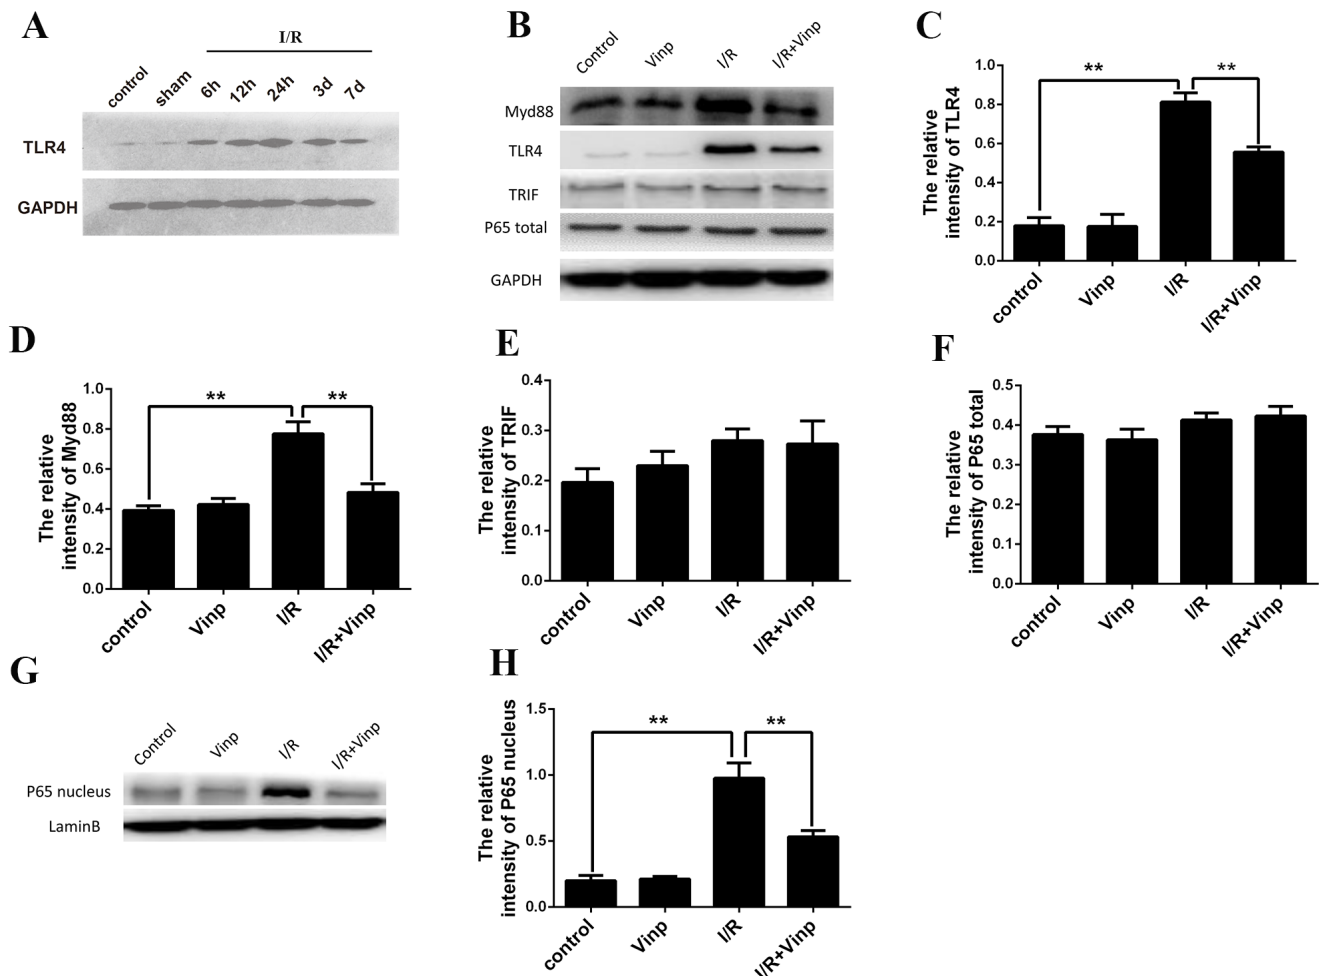 A
I/R
control
sham
6h
12h
24h
3d
7d
TLR4
GAPDH
B
Control
Vinp
I/R
I/R+Vinp
Myd88
TLR4
TRIF
P65 total
GAPDH
C
The relative
intensity of TLR4
1.0
0.8
0.6
0.4
0.2
0.0
**
**
control
Vinp
I/R
I/R+Vinp
D
The relative
intensity of Myd88
1.0
0.8
0.6
0.4
0.2
0.0
**
**
control
Vinp
I/R
I/R+Vinp
E
The relative
intensity of TRIF
0.4
0.3
0.2
0.1
0.0
control
Vinp
I/R
I/R+Vinp
F
The relative
intensity of P65 total
0.5
0.4
0.3
0.2
0.1
0.0
control
Vinp
I/R
I/R+Vinp
G
Control
Vinp
I/R
I/R+Vinp
P65 nucleus
LaminB
H
The relative
intensity of P65 nucleus
1.5
1.0
0.5
0.0
**
**
control
Vinp
I/R
I/R+Vinp